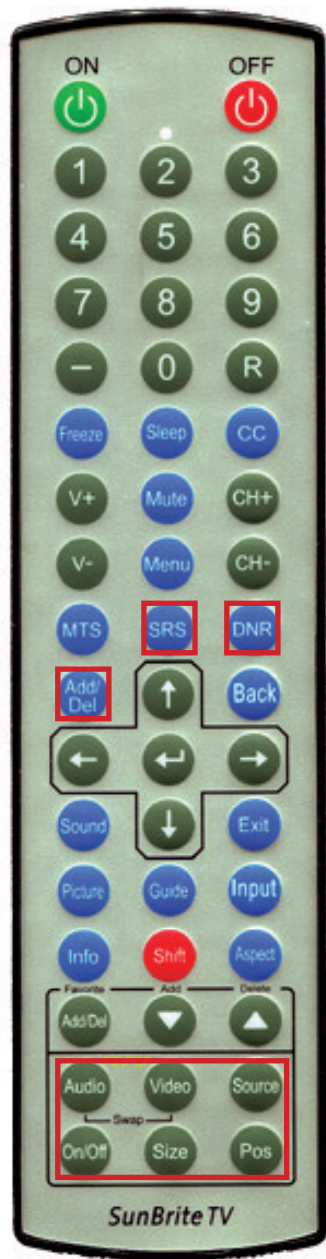 ON OFF
1 2 3
4 5 6
7 8 9
– 0 R
Freeze Sleep CC
V+ Mute CH+
V- Menu CH-
MTS SRS DNR
Add/
Del Back
Sound Exit
Picture Guide Input
Info Shift Aspect
Favorite Add Delete
Add/Del
Audio Video Source
Swap
On/Off Size Pos
SunBrite TV